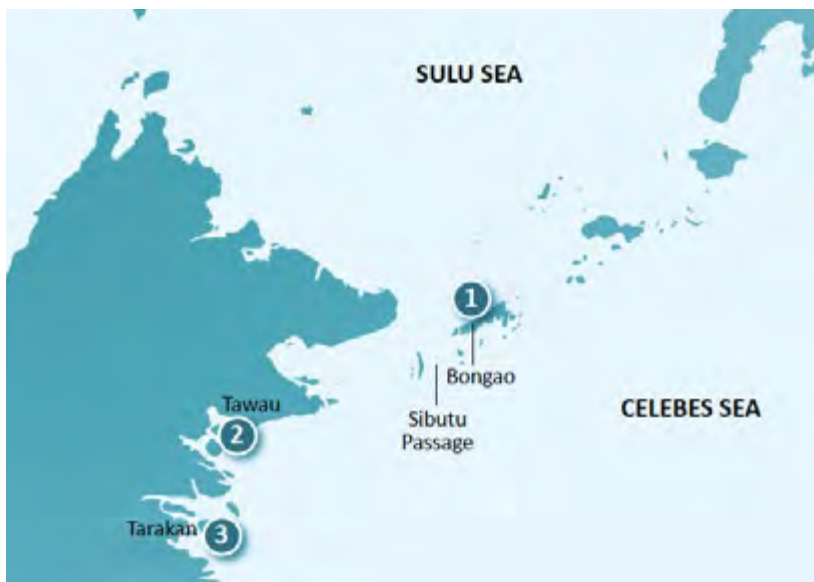 SULU SEA
1
Bongao
Sibutu
Passage
CELEBES SEA
Tawau
2
Tarakan
3